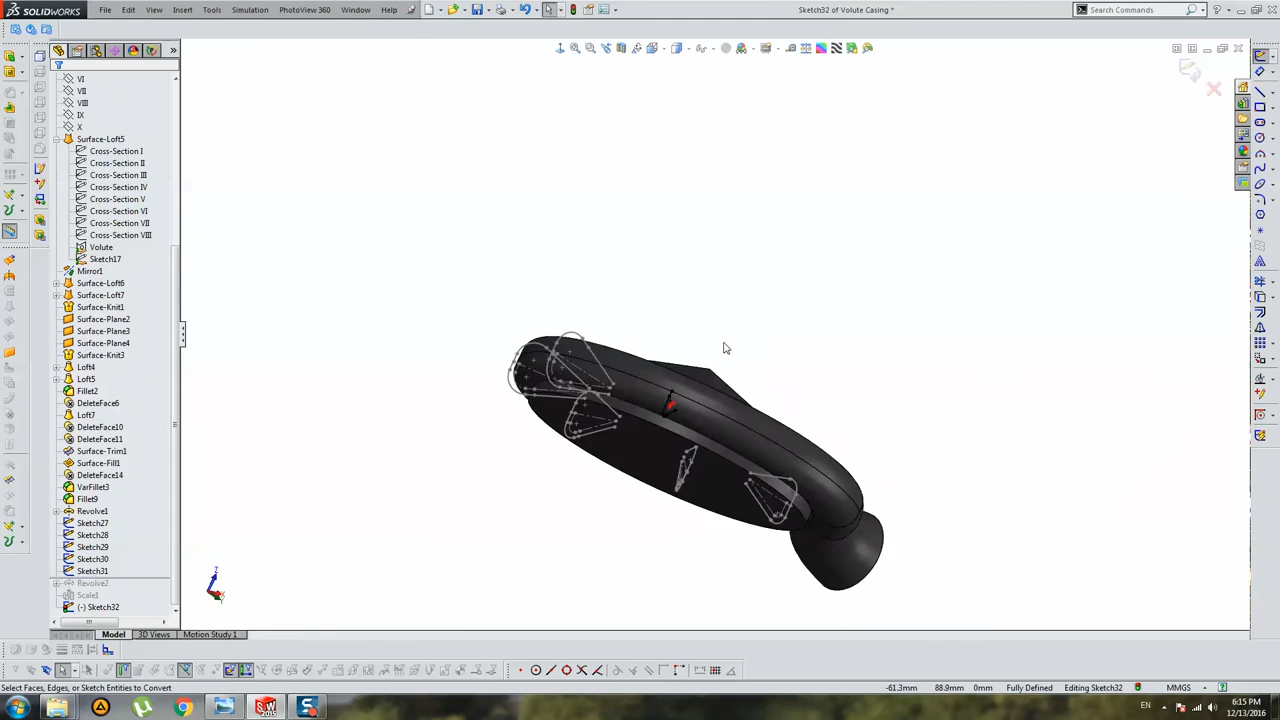 SOLIDWORKS File Edit View Insert Tools Simulation PhotoView 360 Window Help Sketch32 of Volute Casing * Search Commands
VI
VII
VIII
IX
X
Surface-Loft5
Cross-Section I
Cross-Section II
Cross-Section III
Cross-Section IV
Cross-Section V
Cross-Section VI
Cross-Section VII
Cross-Section VIII
Volute
Sketch17
Mirror1
Surface-Loft6
Surface-Loft7
Surface-Knit1
Surface-Plane2
Surface-Plane3
Surface-Plane4
Surface-Knit3
Loft4
Loft5
Fillet2
DeleteFace6
Loft7
DeleteFace10
DeleteFace11
Surface-Trim1
Surface-Fill1
DeleteFace14
VarFillet3
Fillet9
Revolve1
Sketch27
Sketch28
Sketch29
Sketch30
Sketch31
Revolve2
Scale1
(-) Sketch32
Z
X
Model 3D Views Motion Study 1
Select Faces, Edges, or Sketch Entities to Convert -61.3mm 88.9mm 0mm Fully Defined Editing Sketch32 MMGS
EN 6:15 PM
12/13/2016